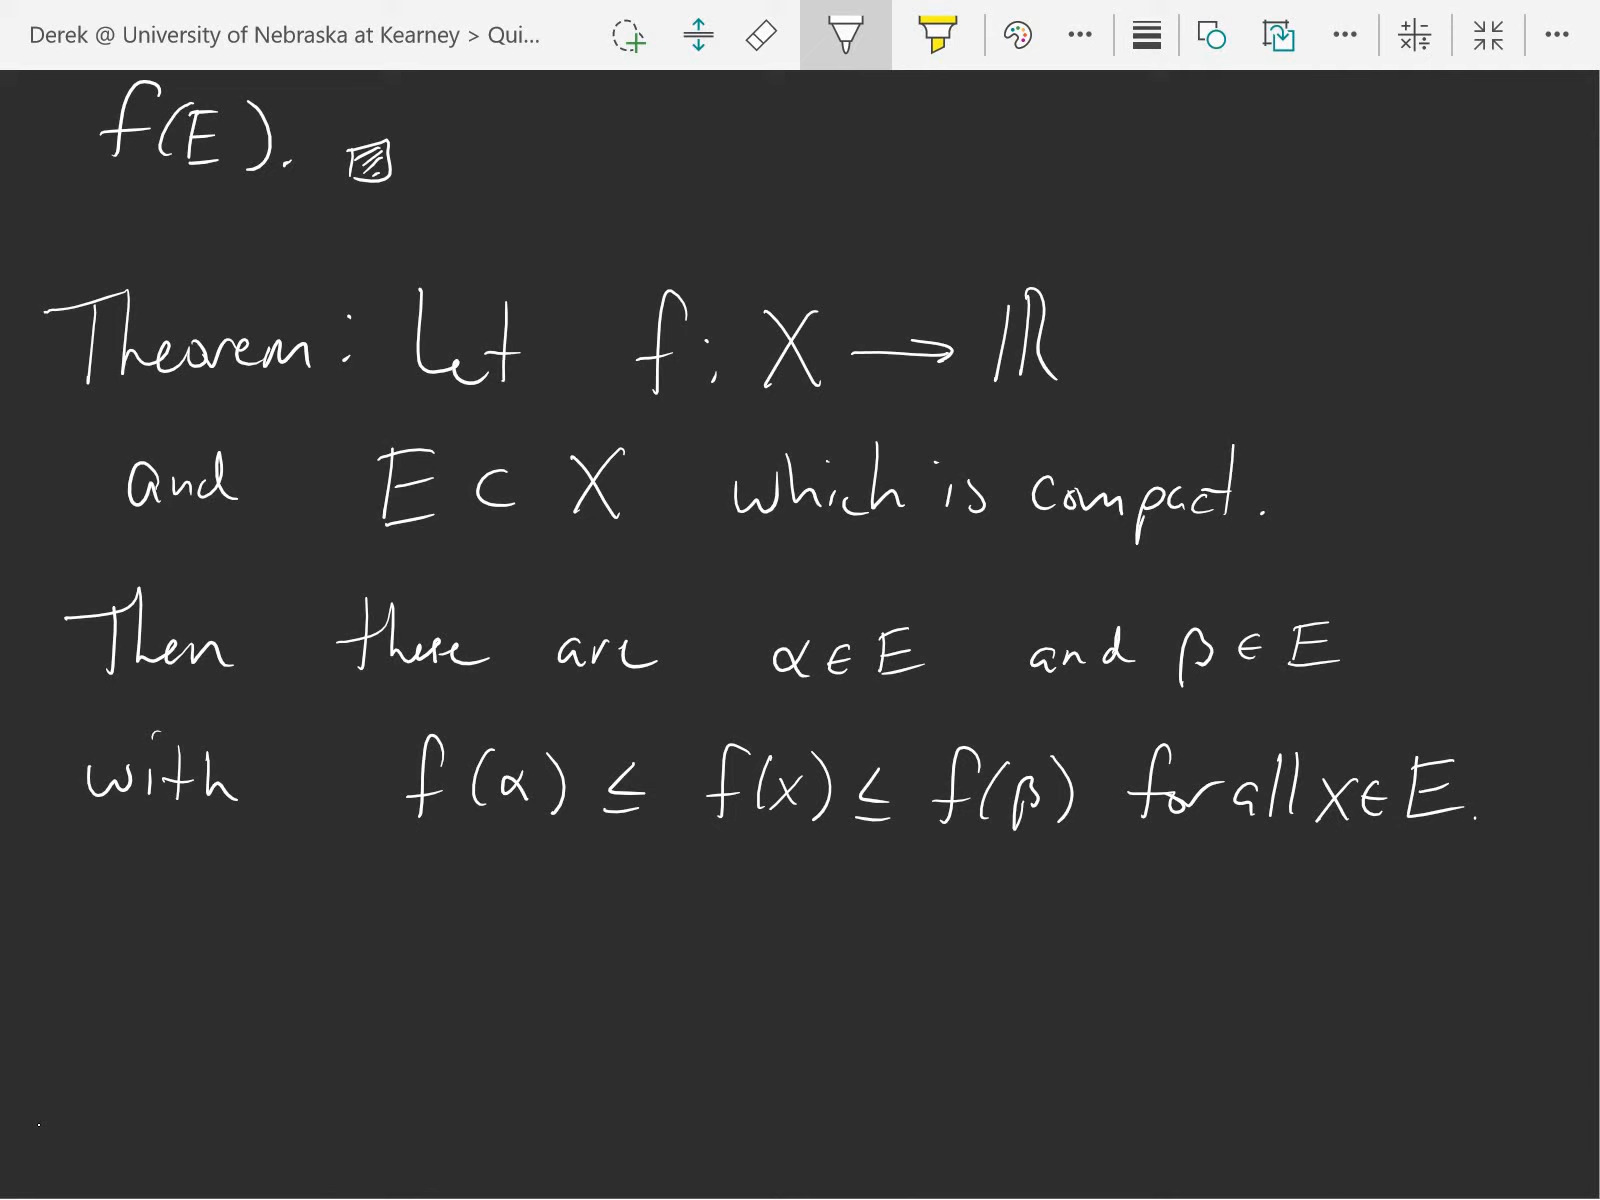 Derek @ University of Nebraska at Kearney > Qui...
f(E).
Theorem: Let f: X → ℝ
and E ⊂ X which is compact.
Then there are α ∈ E and β ∈ E
with f(α) ≤ f(x) ≤ f(β) for all x ∈ E.